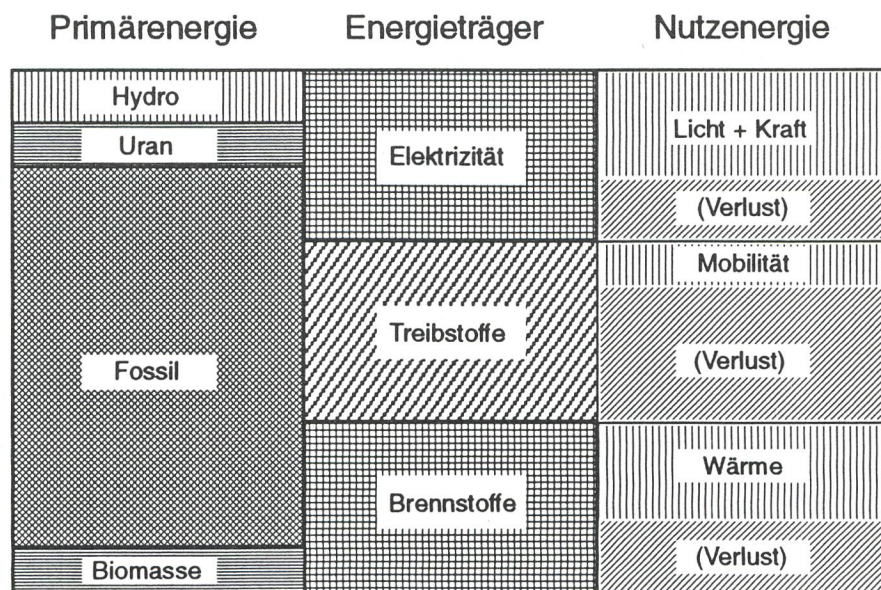 Primärenergie Energieträger Nutzenergie
Hydro
Uran
Fossil
Biomasse
Elektrizität
Treibstoffe
Brennstoffe
Licht + Kraft
(Verlust)
Mobilität
(Verlust)
Wärme
(Verlust)